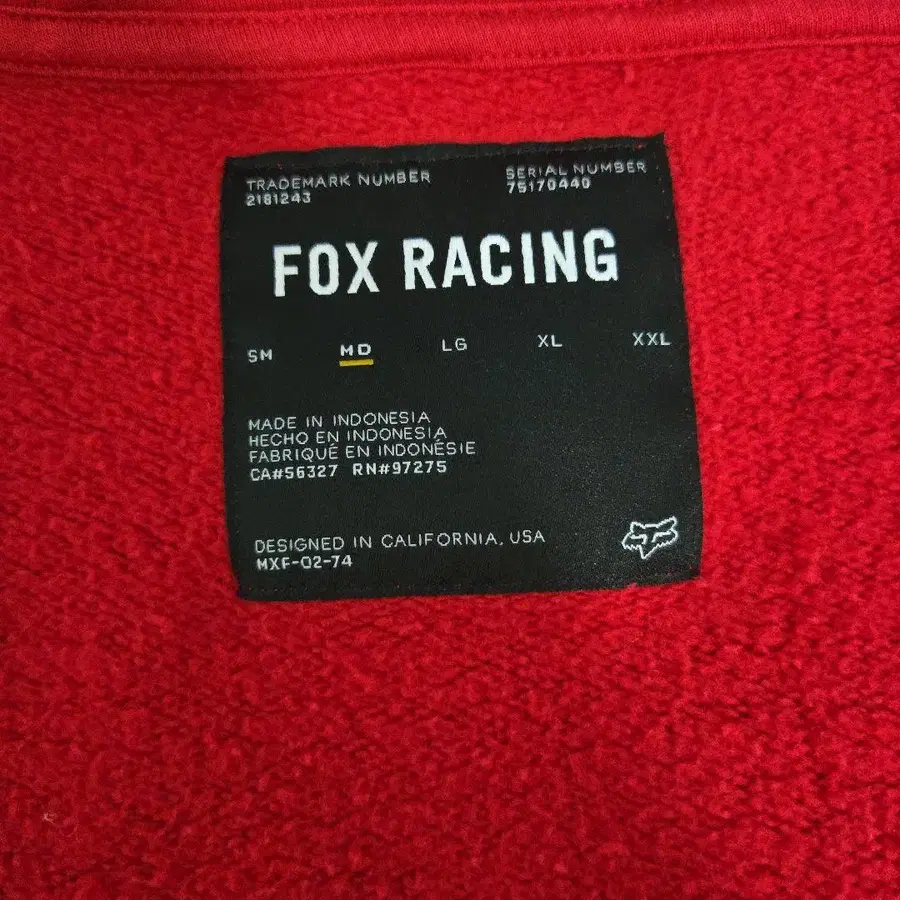 TRADEMARK NUMBER
2181243
SERIAL NUMBER
75170440
FOX RACING
SM MD LG XL XXL
MADE IN INDONESIA
HECHO EN INDONESIA
FABRIQUÉ EN INDONÉSIE
CA#56327 RN#97275
DESIGNED IN CALIFORNIA, USA
MXF-02-74